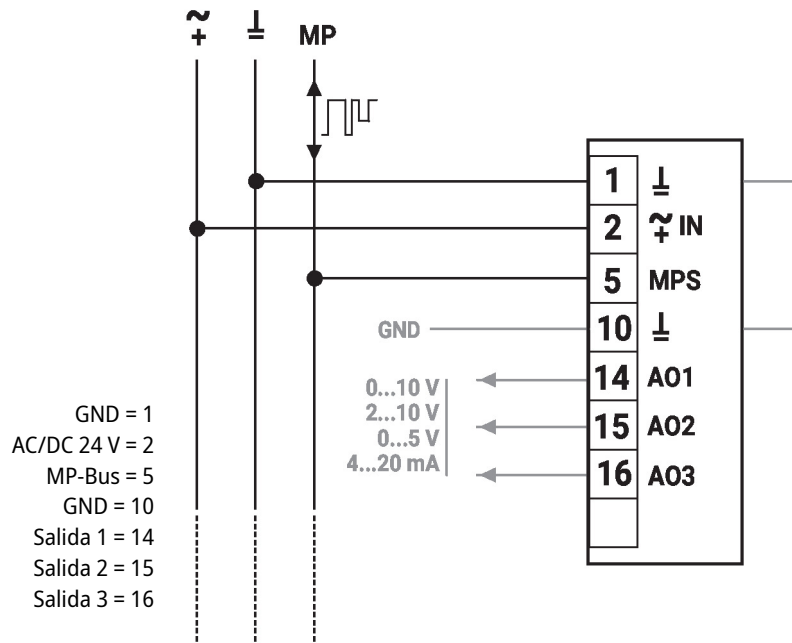 MP
1
2 IN
5 MPS
GND 10
14 AO1
15 AO2
16 AO3
0...10 V
2...10 V
0...5 V
4...20 mA
GND = 1
AC/DC 24 V = 2
MP-Bus = 5
GND = 10
Salida 1 = 14
Salida 2 = 15
Salida 3 = 16